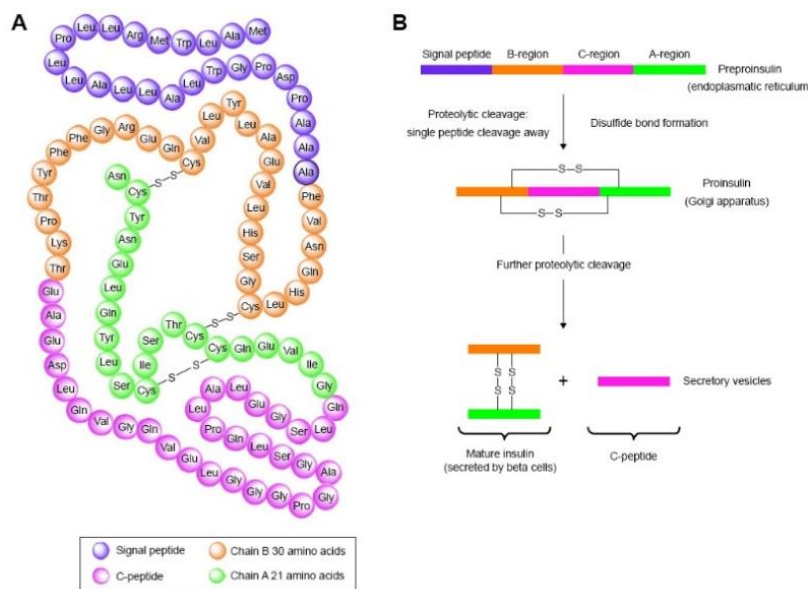 A
Met Ala Leu Trp Met Arg Leu Leu Pro
Leu
Leu Ala Leu Leu Ala Leu Trp Gly Pro Asp Pro Ala Ala Ala
Phe Val Asn Gln His Leu Cys Gly Ser His Leu Val Glu Ala Leu Tyr Leu Val Cys Gln Glu Arg Gly Phe Phe Tyr Thr Pro Lys Thr
Glu Ala Glu Asp Leu Gln Val Gly Gln Val Glu Leu Gly Gly Gly Pro Gly Ala Gly Ser Leu Gln Pro Leu Ala Leu Glu Gly Ser Leu Gln
Gly Ile Val Glu Gln Cys Cys Thr Ser Ile Cys Ser Leu Tyr Gln Leu Glu Asn Tyr Cys Asn
S S
S S
S S
Signal peptide
Chain B 30 amino acids
C-peptide
Chain A 21 amino acids
B
Signal peptide B-region C-region A-region
Preproinsulin
(endoplasmatic reticulum
Proteolytic cleavage:
single peptide cleavage away
Disulfide bond formation
S S
Proinsulin
(Golgi apparatus)
S S
Further proteolytic cleavage
S S
S S
+
Secretory vesicles
Mature insulin
(secreted by beta cells)
C-peptide